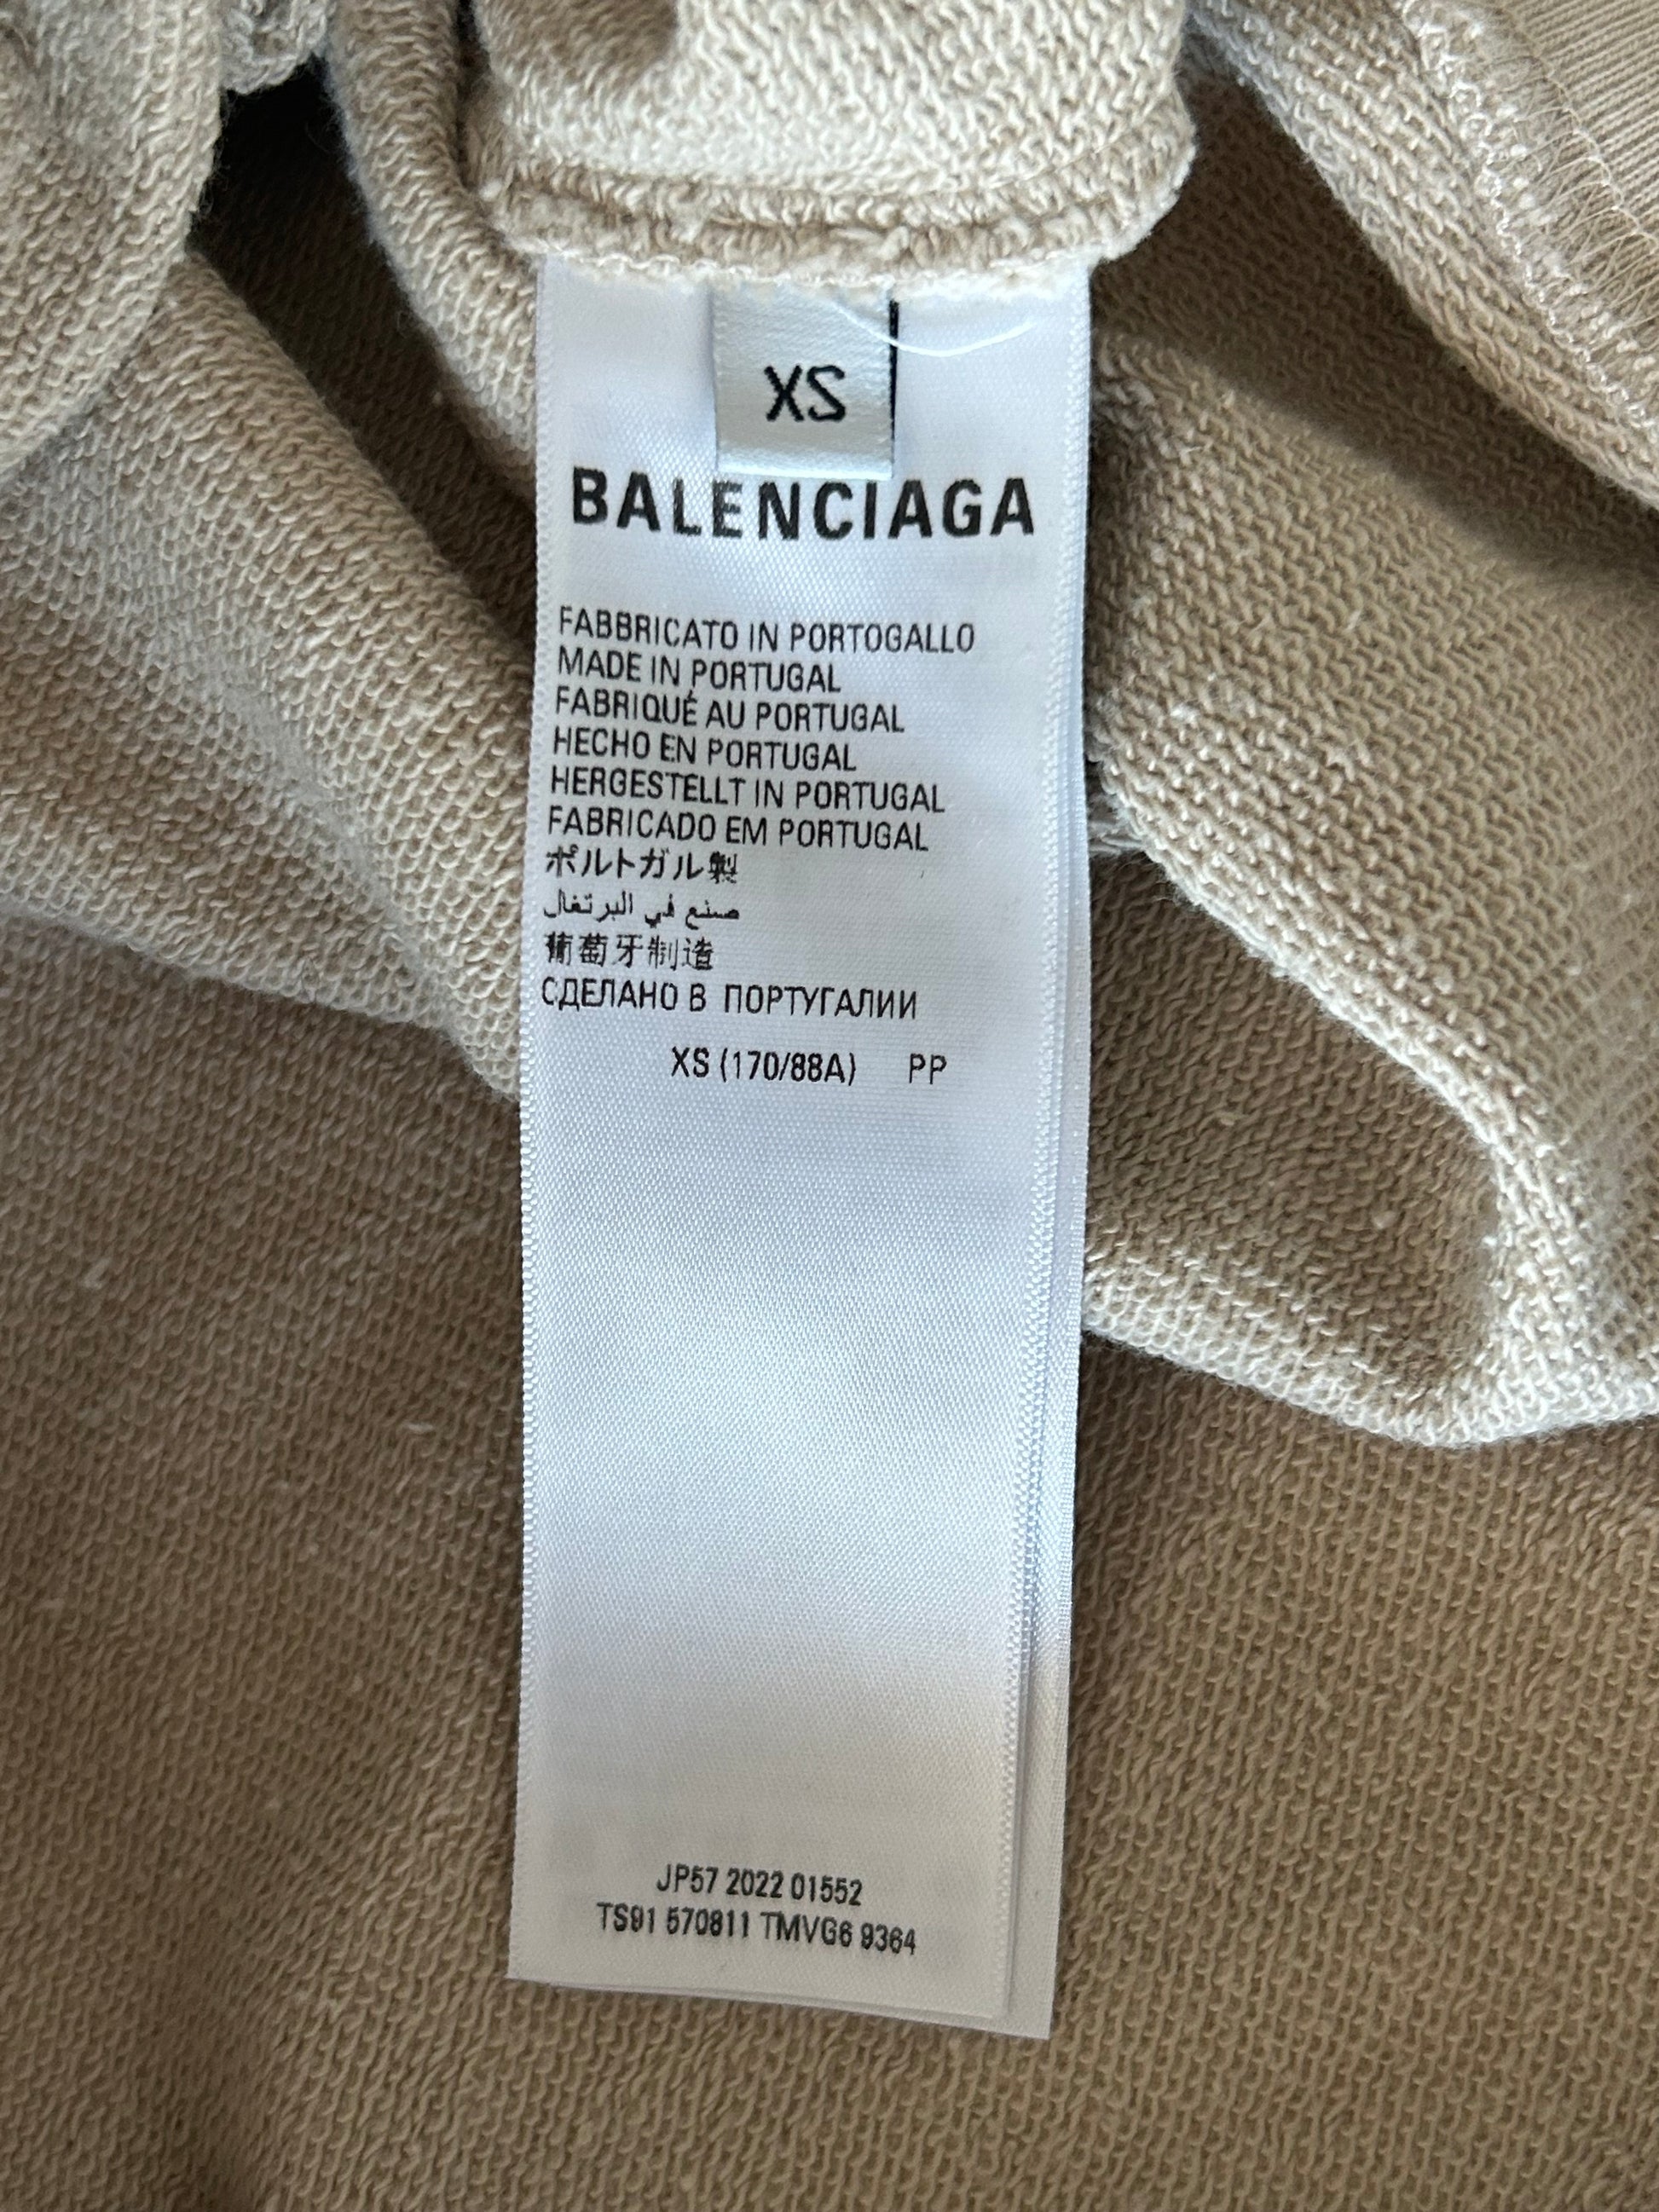 XS
BALENCIAGA
FABBRICATO IN PORTOGALLO
MADE IN PORTUGAL
FABRIQUÉ AU PORTUGAL
HECHO EN PORTUGAL
HERGESTELLT IN PORTUGAL
FABRICADO EM PORTUGAL
ポルトガル製
صنع في البرتغال
葡萄牙制造
СДЕЛАНО В ПОРТУГАЛИИ
XS (170/88A) PP
JP57 2022 01552
TS91 570811 TMVG6 9364